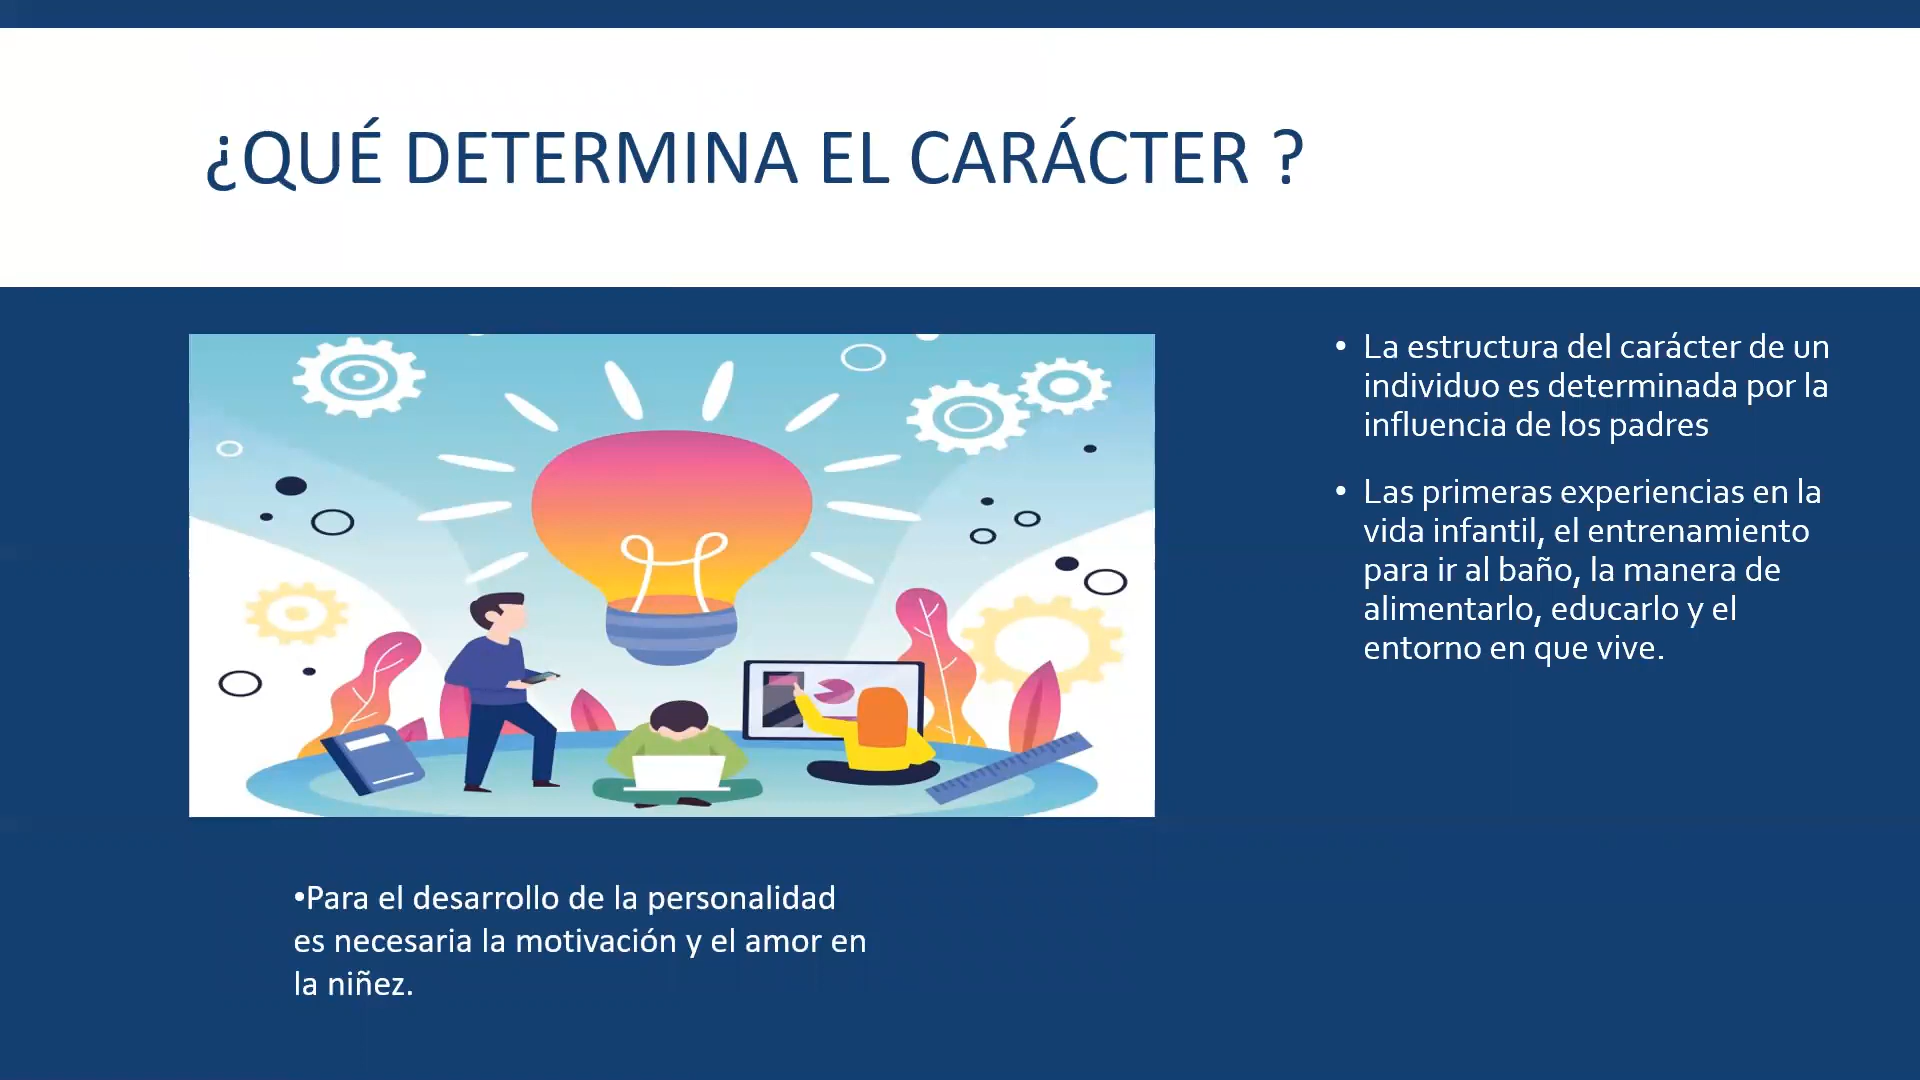 ¿QUÉ DETERMINA EL CARÁCTER ?
• La estructura del carácter de un
individuo es determinada por la
influencia de los padres
• Las primeras experiencias en la
vida infantil, el entrenamiento
para ir al baño, la manera de
alimentarlo, educarlo y el
entorno en que vive.
•Para el desarrollo de la personalidad
es necesaria la motivación y el amor en
la niñez.